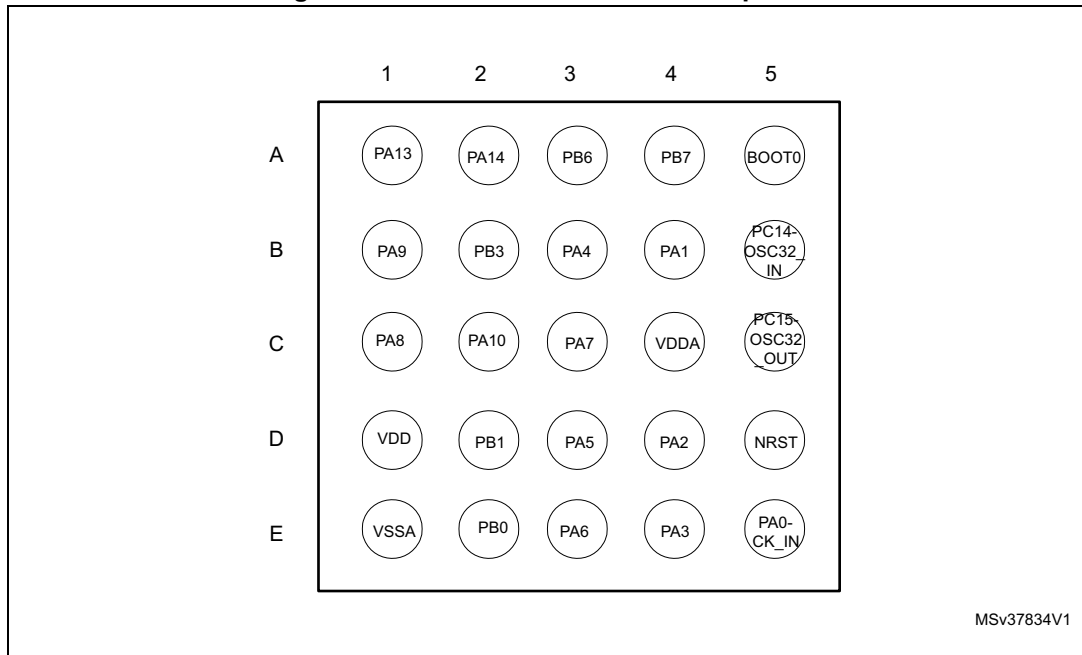 1 2 3 4 5
A PA13 PA14 PB6 PB7 BOOT0
B PA9 PB3 PA4 PA1 PC14-
OSC32_
IN
C PA8 PA10 PA7 VDDA PC15-
OSC32
_OUT
D VDD PB1 PA5 PA2 NRST
E VSSA PB0 PA6 PA3 PA0-
CK_IN
MSv37834V1